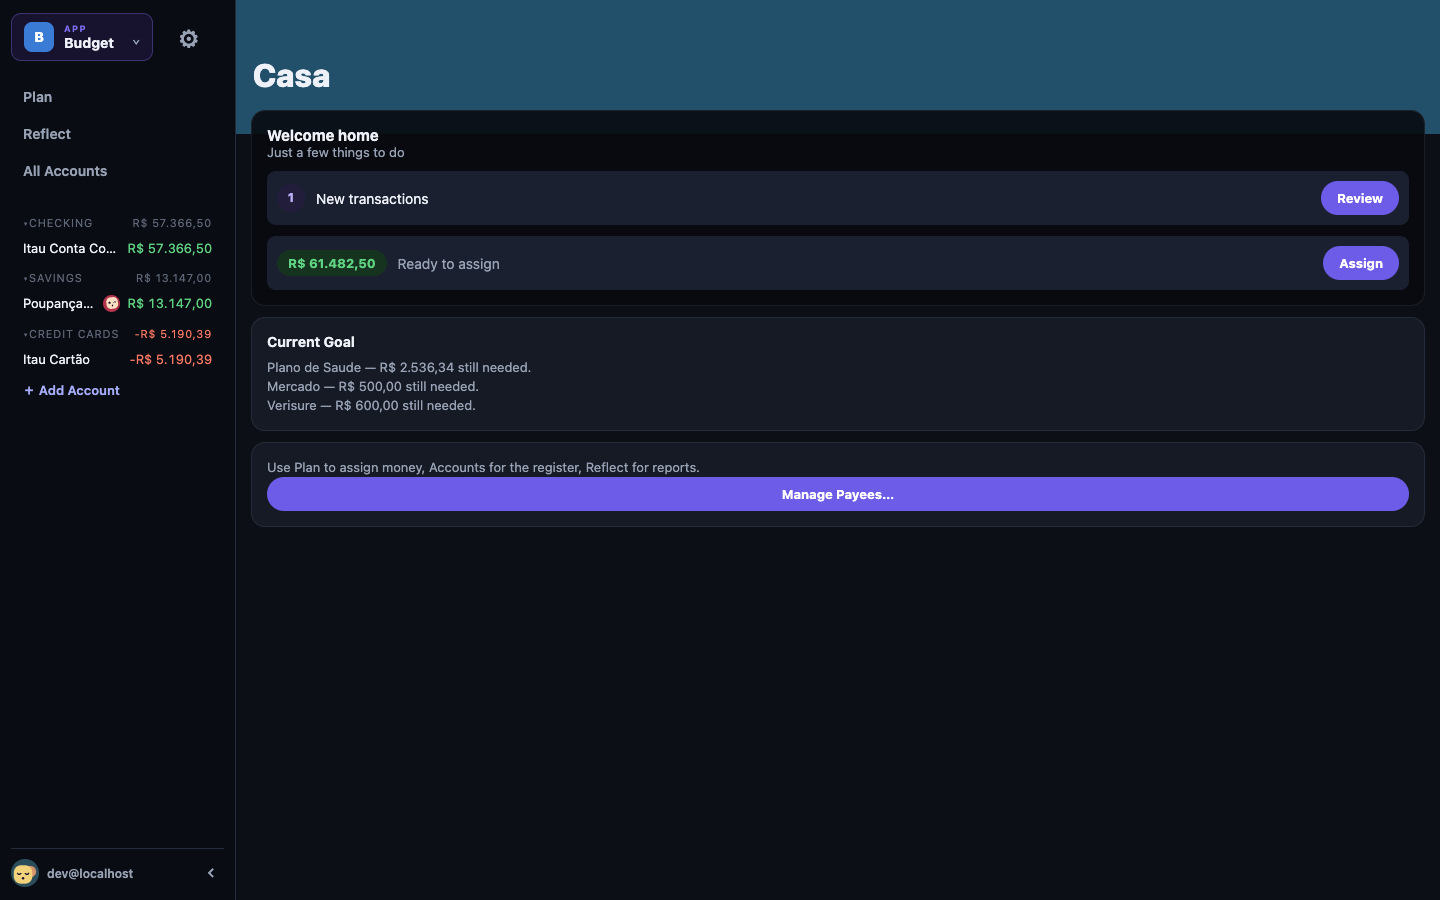 B
APP
Budget
Plan
Reflect
All Accounts
CHECKING R$ 57.366,50
Itau Conta Co... R$ 57.366,50
SAVINGS R$ 13.147,00
Poupança... R$ 13.147,00
CREDIT CARDS -R$ 5.190,39
Itau Cartão -R$ 5.190,39
+ Add Account
dev@localhost
Casa
Welcome home
Just a few things to do
1 New transactions Review
R$ 61.482,50 Ready to assign Assign
Current Goal
Plano de Saude — R$ 2.536,34 still needed.
Mercado — R$ 500,00 still needed.
Verisure — R$ 600,00 still needed.
Use Plan to assign money, Accounts for the register, Reflect for reports.
Manage Payees...